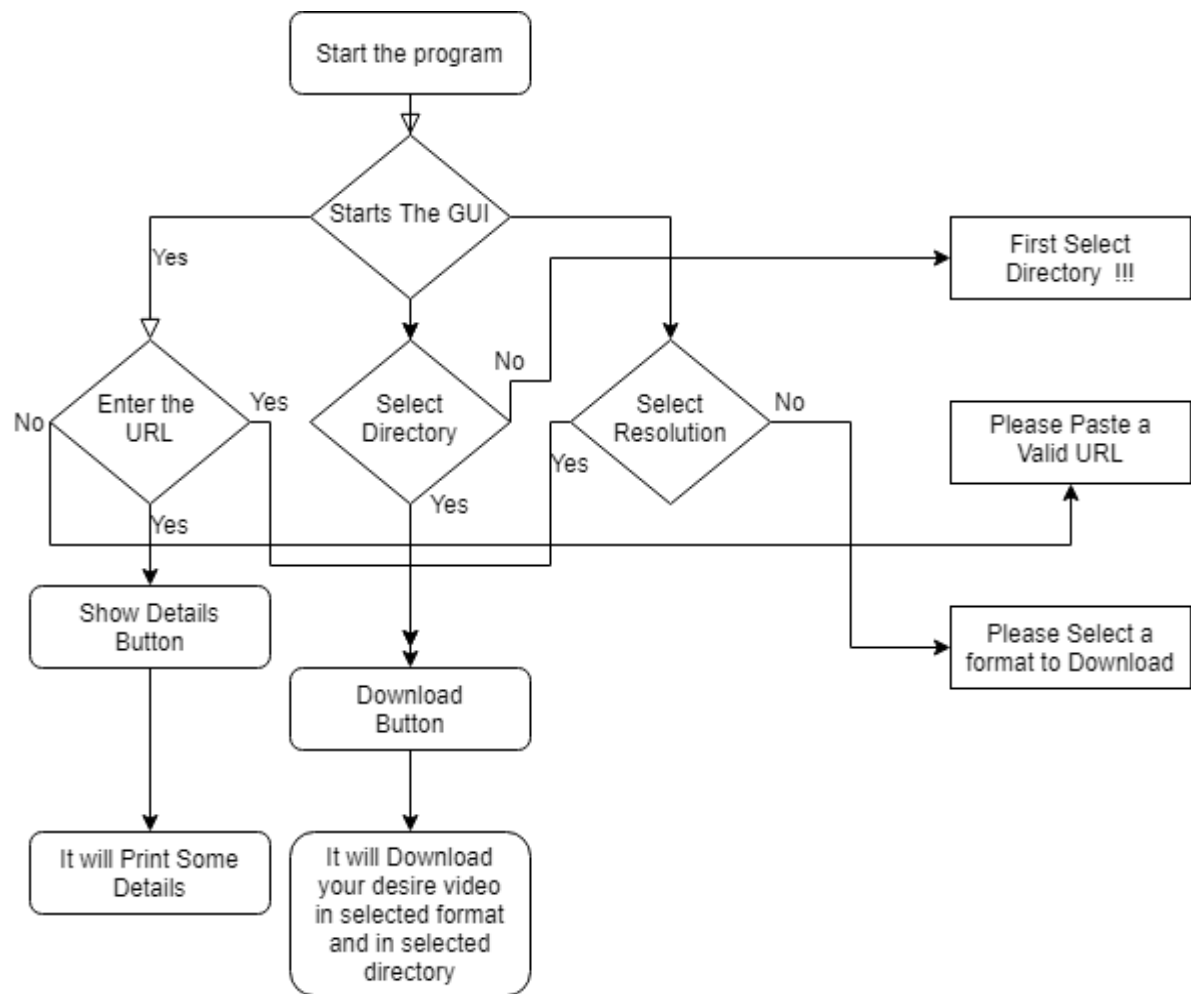 Start the program
Starts The GUI
Yes
First Select
Directory !!!
No
Enter the
URL
Yes
Select
Directory
No
Select
Resolution
No
Please Paste a
Valid URL
Yes
Yes
Yes
Show Details
Button
Please Select a
format to Download
Download
Button
It will Print Some
Details
It will Download
your desire video
in selected format
and in selected
directory